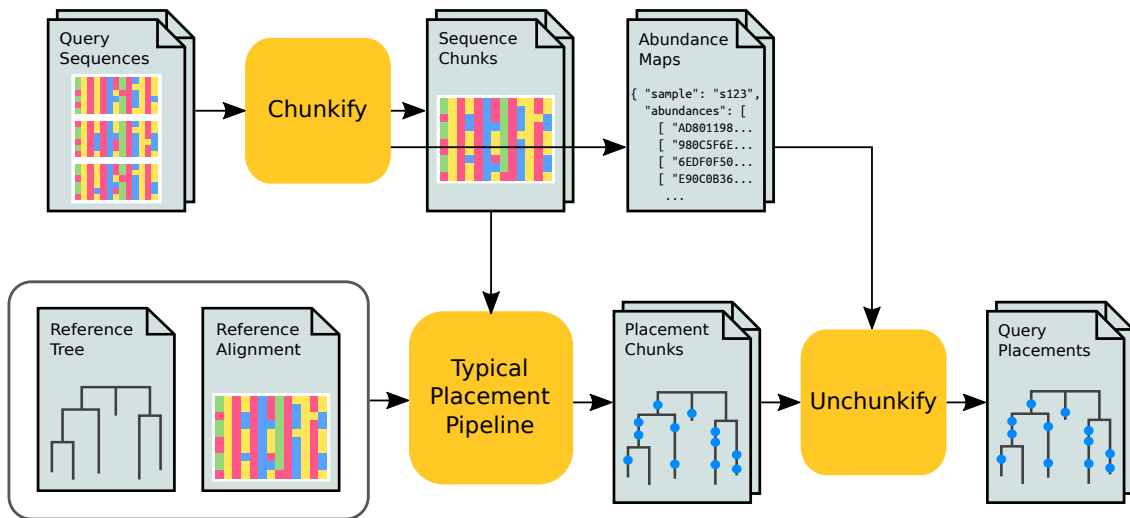 Query
Sequences
Chunkify
Sequence
Chunks
Abundance
Maps
{ "sample": "s123",
"abundances": [
[ "AD801198...
[ "980C5F6E...
[ "6EDF0F50...
[ "E90C0B36...
...
Reference
Tree
Reference
Alignment
Typical
Placement
Pipeline
Placement
Chunks
Unchunkify
Query
Placements